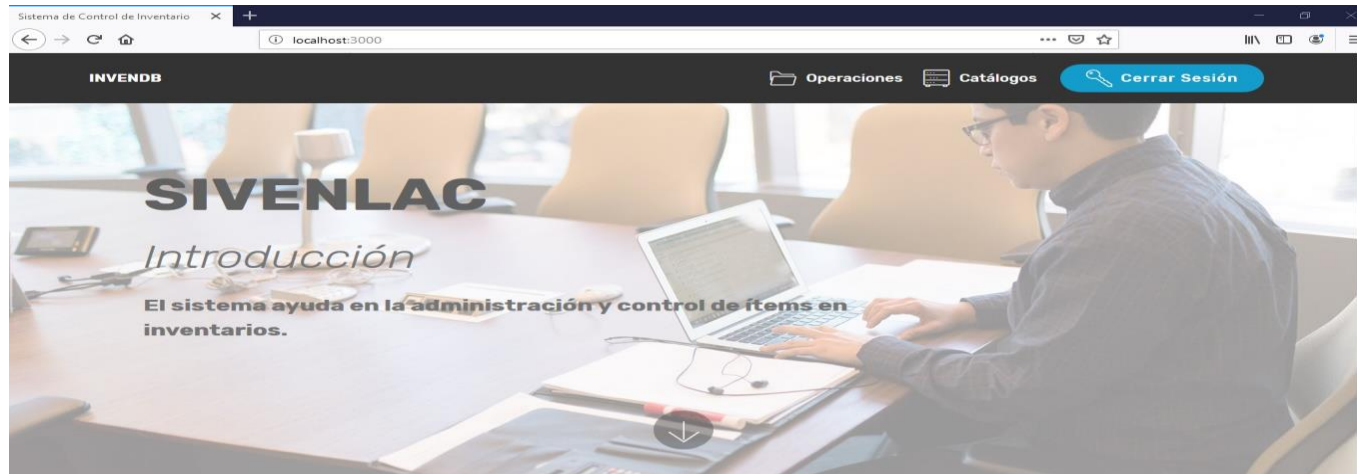 Sistema de Control de Inventario
localhost:3000
INVENDB
Operaciones
Catálogos
Cerrar Sesión
SIVENLAC
Introducción
El sistema ayuda en la administración y control de ítems en
inventarios.